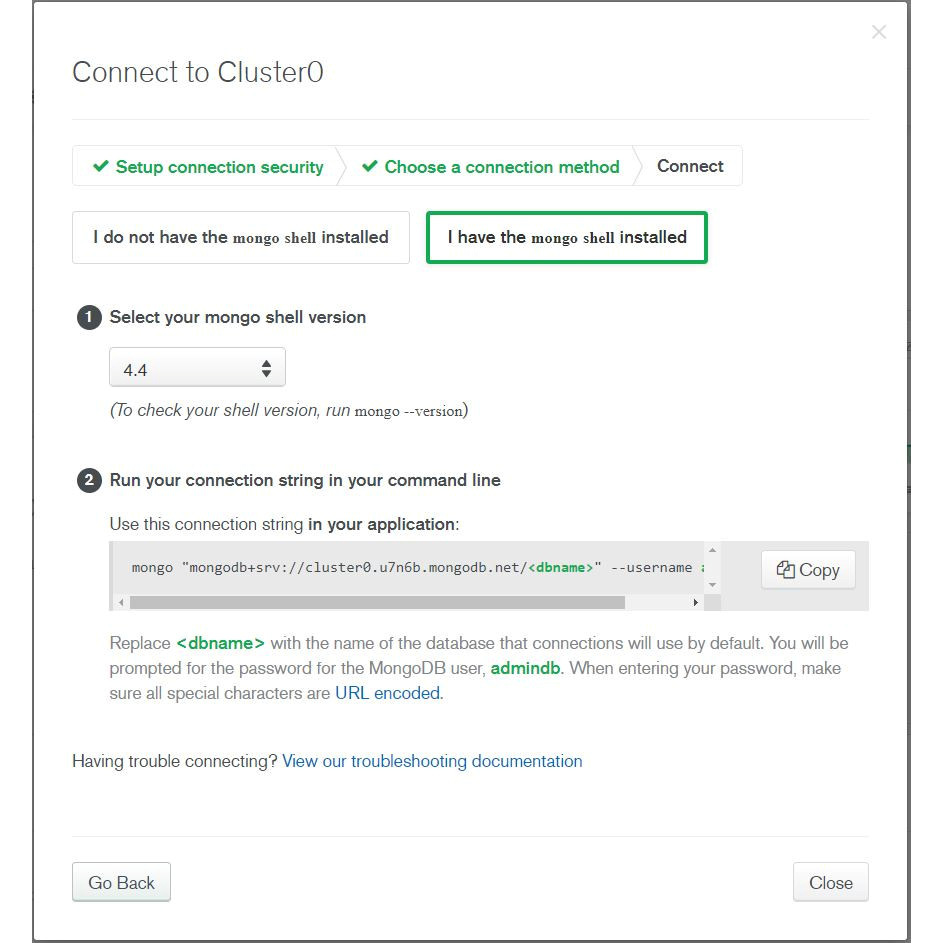 Connect to Cluster0
Setup connection security
Choose a connection method
Connect
I do not have the mongo shell installed
I have the mongo shell installed
1 Select your mongo shell version
4.4
(To check your shell version, run mongo --version)
2 Run your connection string in your command line
Use this connection string in your application:
mongo "mongodb+srv://cluster0.u7n6b.mongodb.net/<dbname>" --username
Copy
Replace <dbname> with the name of the database that connections will use by default. You will be
prompted for the password for the MongoDB user, admindb. When entering your password, make
sure all special characters are URL encoded.
Having trouble connecting? View our troubleshooting documentation
Go Back
Close